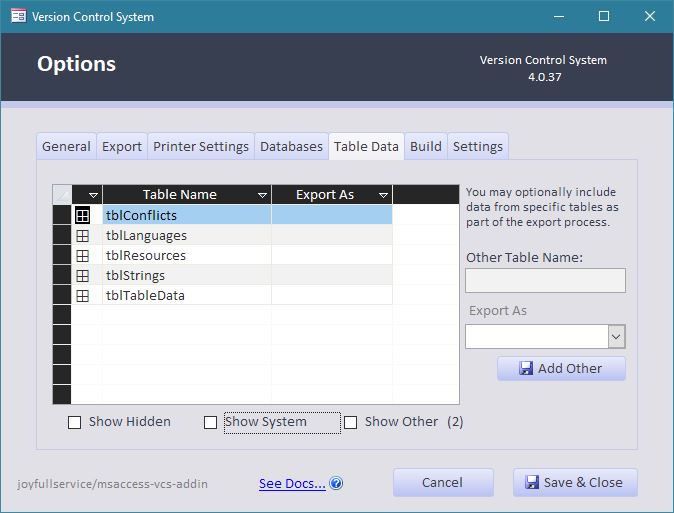 Version Control System
Options
Version Control System
4.0.37
General Export Printer Settings Databases Table Data Build Settings
Table Name Export As
tblConflicts
tblLanguages
tblResources
tblStrings
tblTableData
You may optionally include
data from specific tables as
part of the export process.
Other Table Name:
Export As
Add Other
Show Hidden Show System Show Other (2)
joyfullservice/msaccess-vcs-addin See Docs... ? Cancel Save & Close